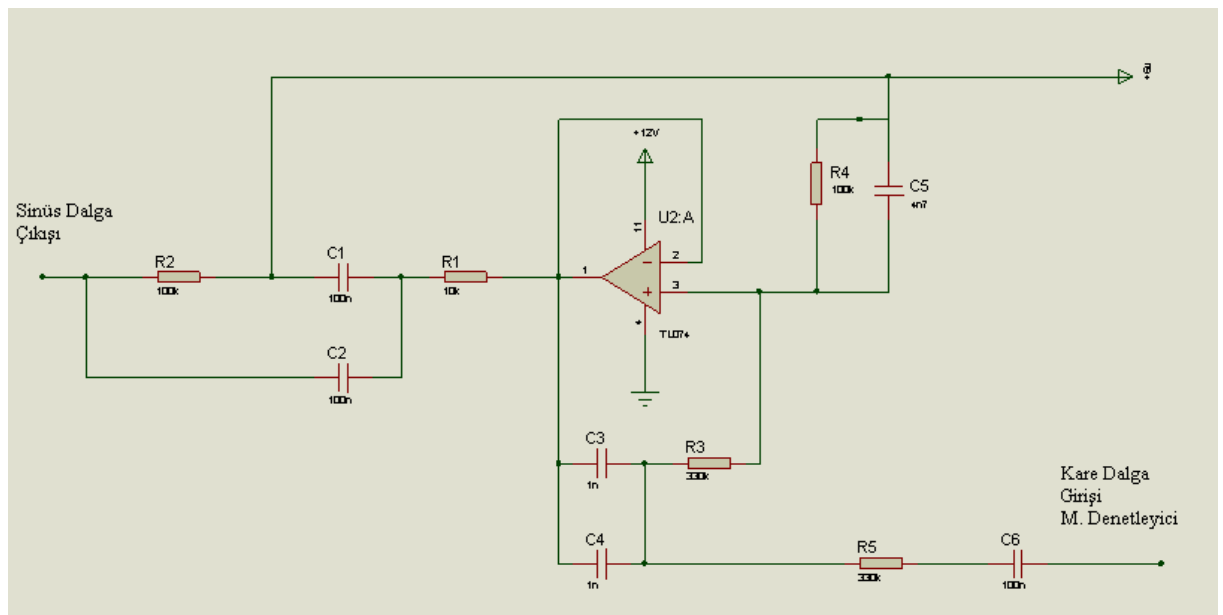 +6V
+12V
R4
100k
C5
4n7
Sinüs Dalga
Çıkışı
U2:A
11
R2
100k
C1
100n
R1
10k
1
2
3
4
TL074
C2
100n
C3
1n
R3
330k
Kare Dalga
Girişi
M. Denetleyici
C4
1n
R5
330k
C6
100n